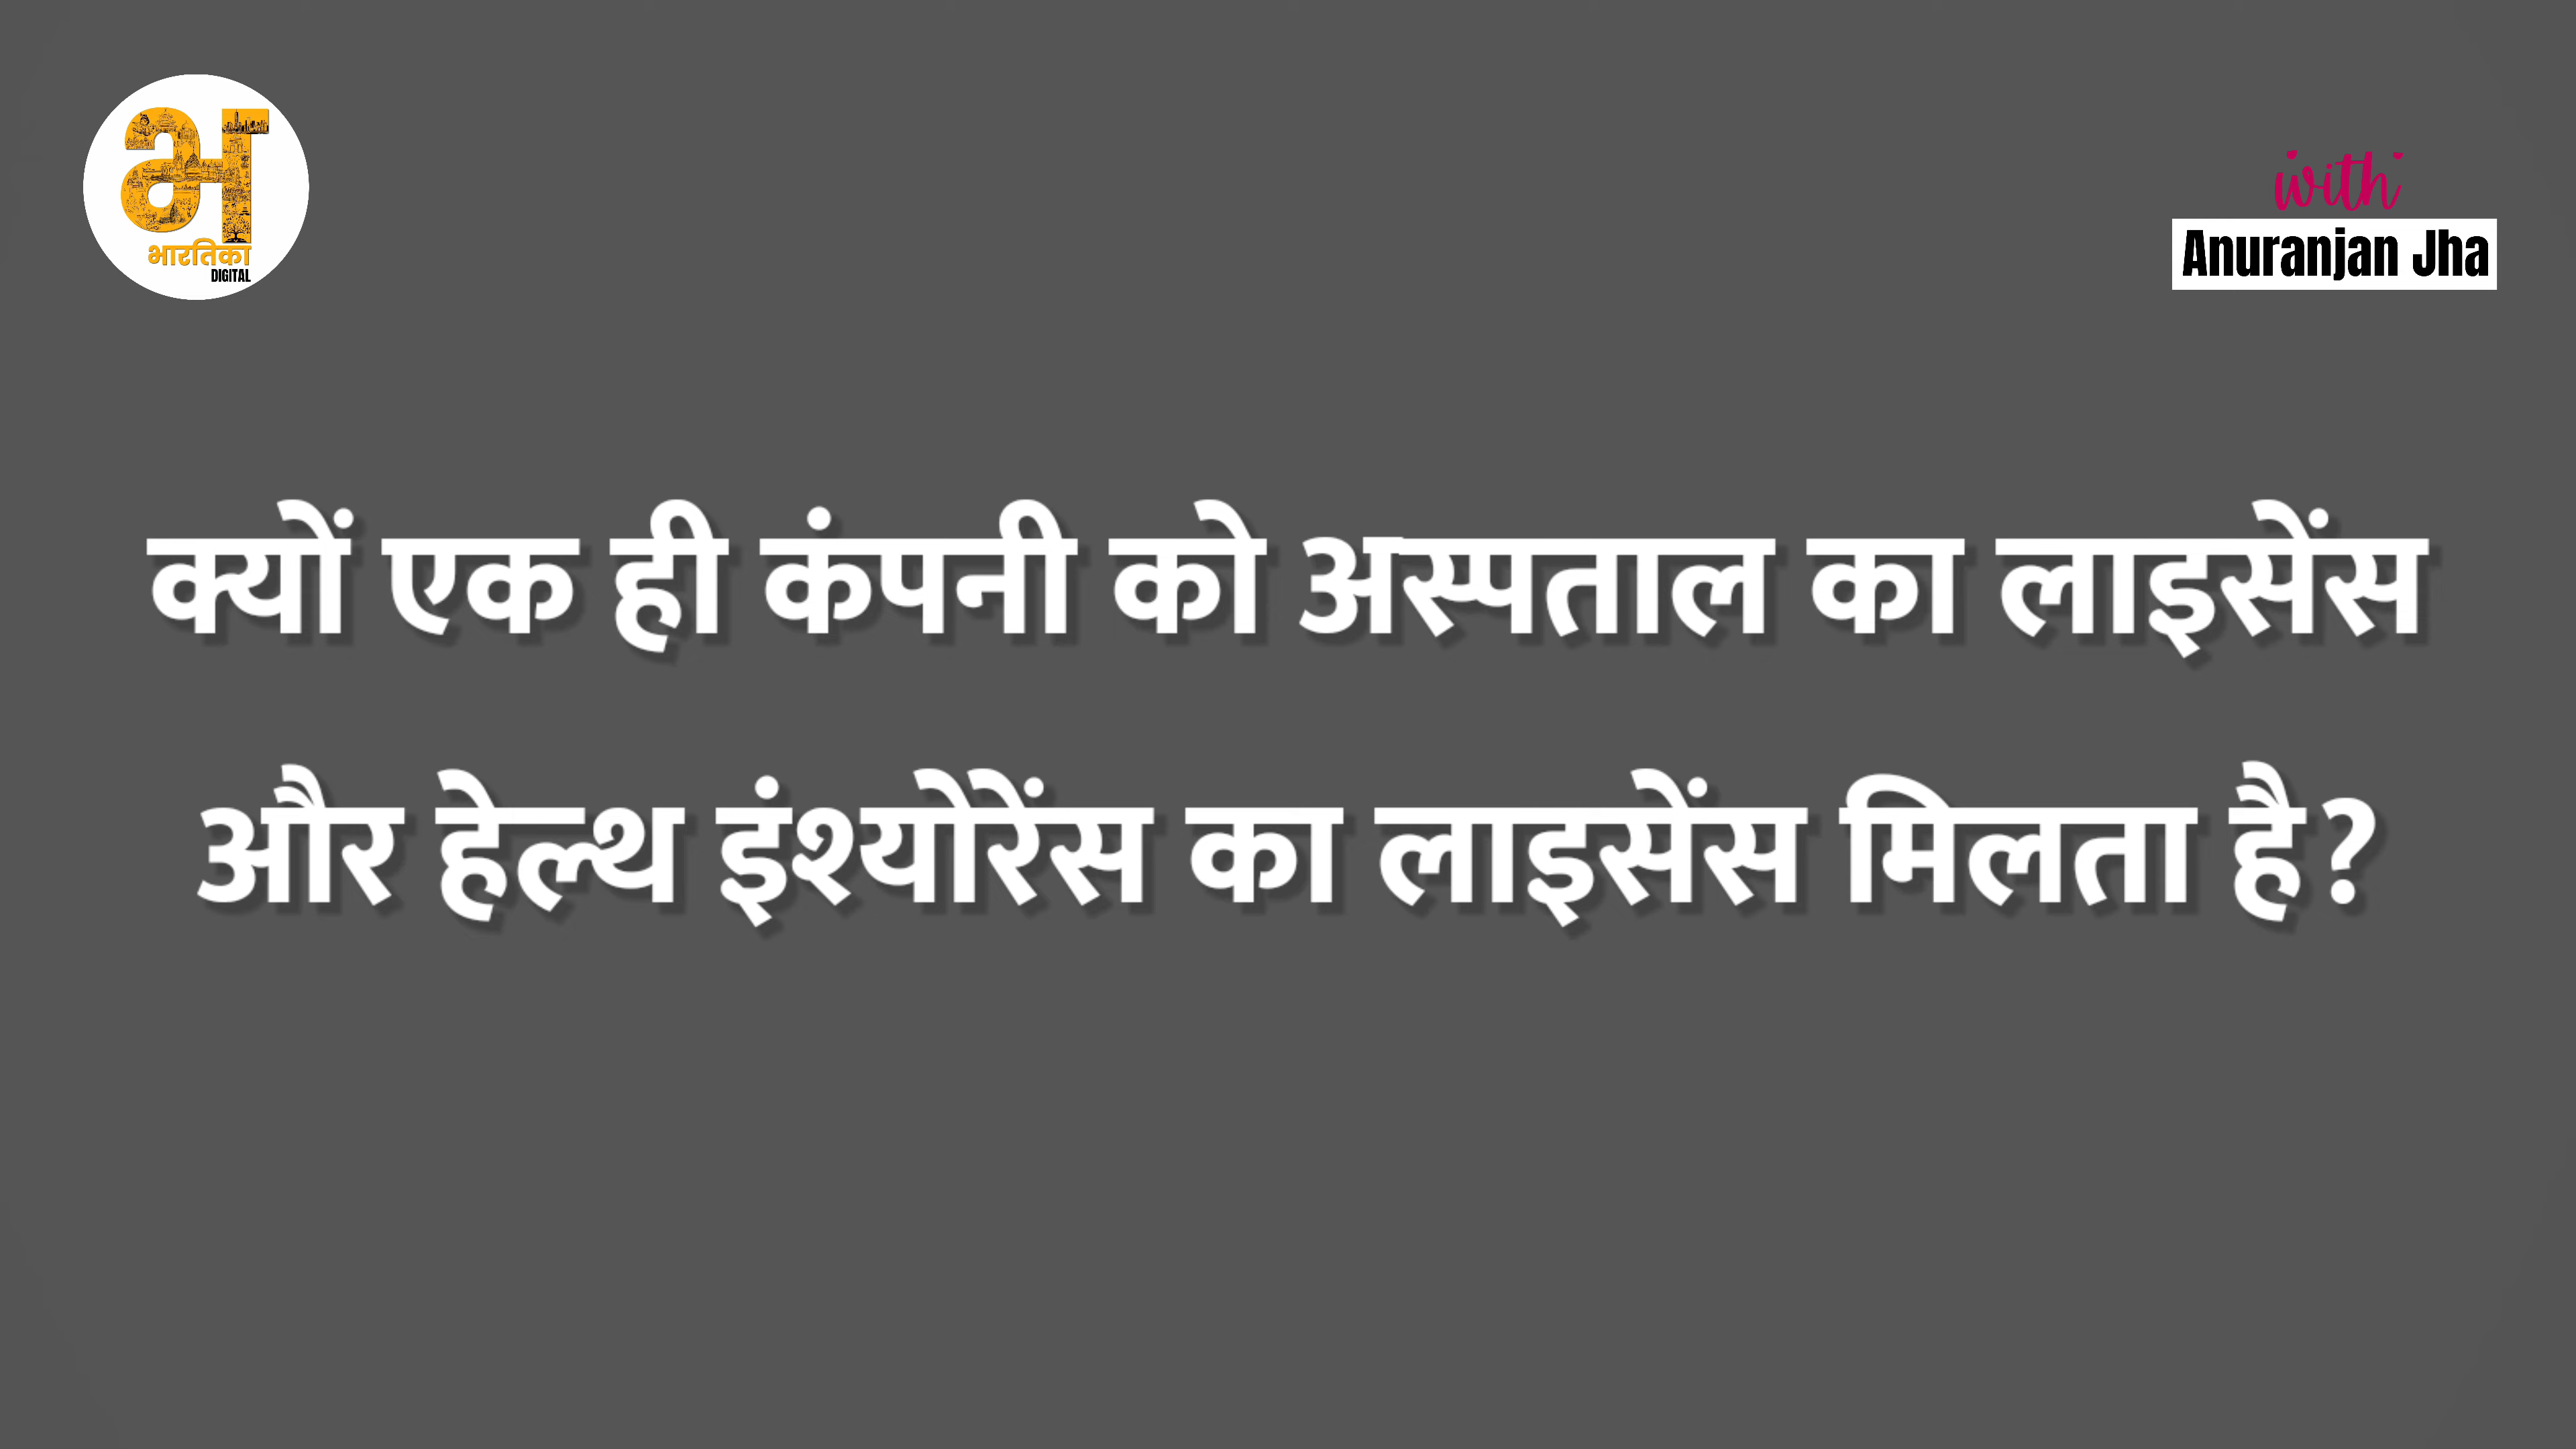 भारतिका
DIGITAL
with
Anuranjan Jha
क्यों एक ही कंपनी को अस्पताल का लाइसेंस
और हेल्थ इंश्योरेंस का लाइसेंस मिलता है?